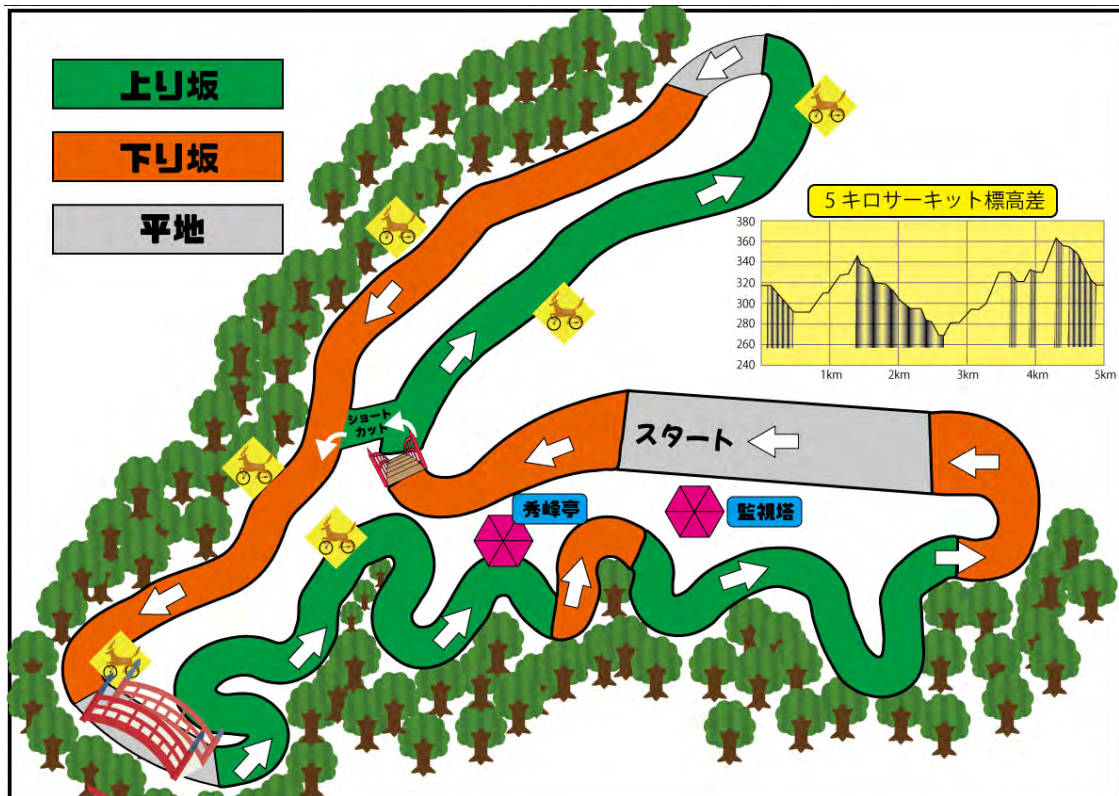 上り坂
下り坂
平地
5キロサーキット標高差
380
360
340
320
300
280
260
240
1km
2km
3km
4km
5km
ショート
カット
スタート
秀峰亭
監視塔